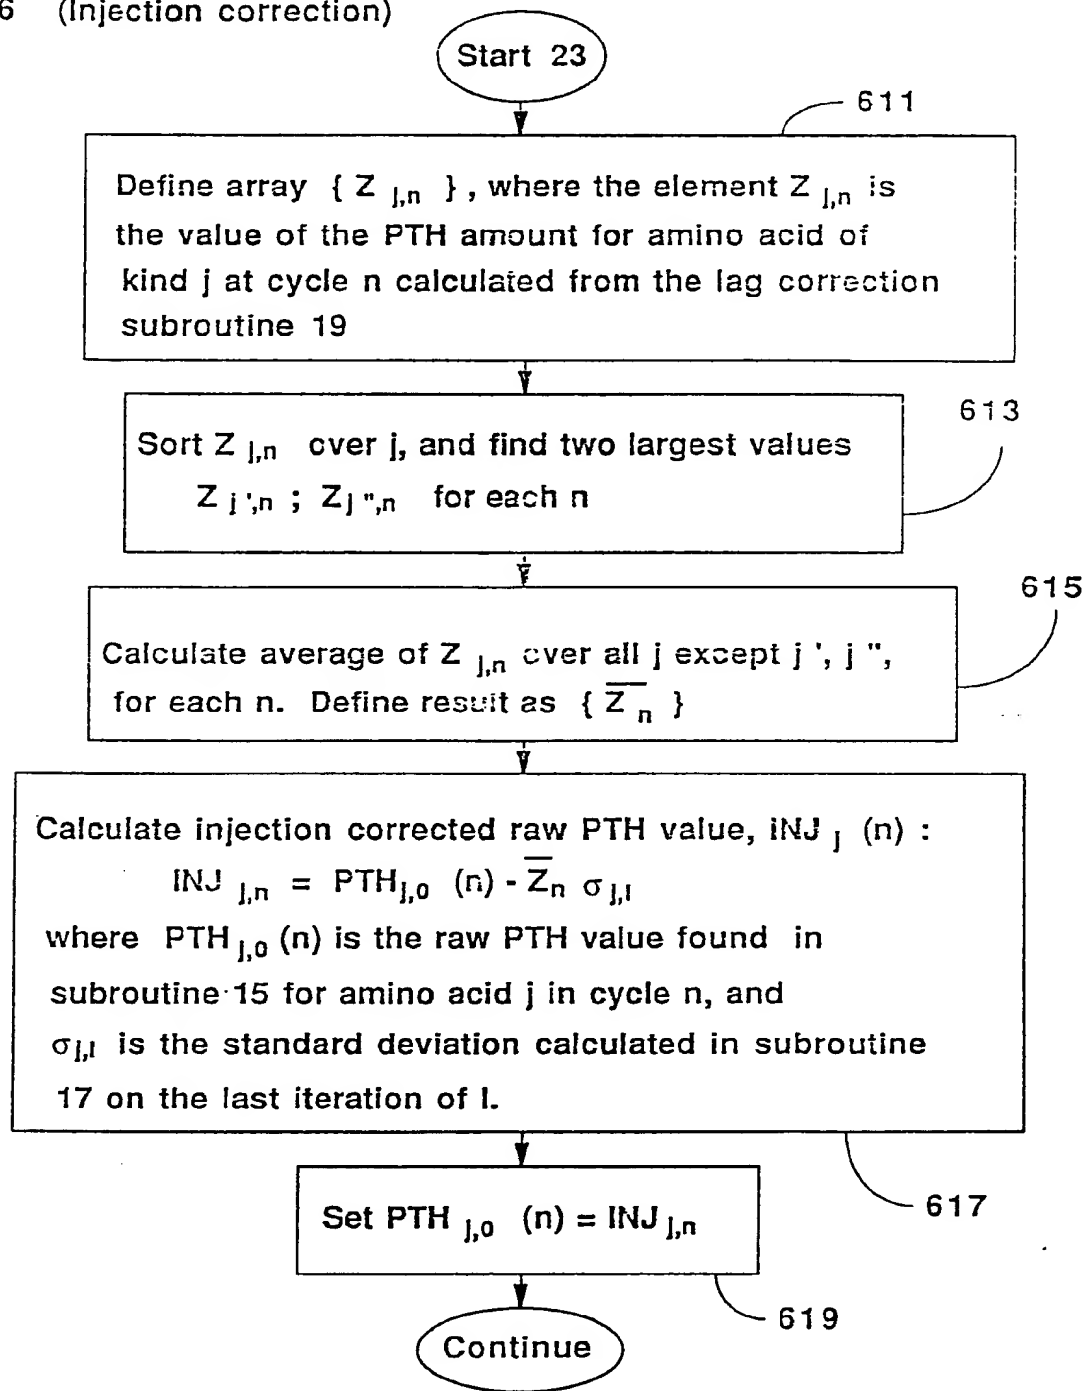 6 (Injection correction)
Start 23
611
Define array { Z j,n } , where the element Z j,n is
the value of the PTH amount for amino acid of
kind j at cycle n calculated from the lag correction
subroutine 19
613
Sort Z j,n over j, and find two largest values
Z j ',n ; Z j ",n for each n
615
Calculate average of Z j,n over all j except j ', j ",
for each n. Define result as { Z̅ n }
Calculate injection corrected raw PTH value, INJ j (n) :
INJ j,n = PTH j,0 (n) - Z̅ n σ j,l
where PTH j,0 (n) is the raw PTH value found in
subroutine 15 for amino acid j in cycle n, and
σ j,l is the standard deviation calculated in subroutine
17 on the last iteration of l.
617
Set PTH j,0 (n) = INJ j,n
619
Continue